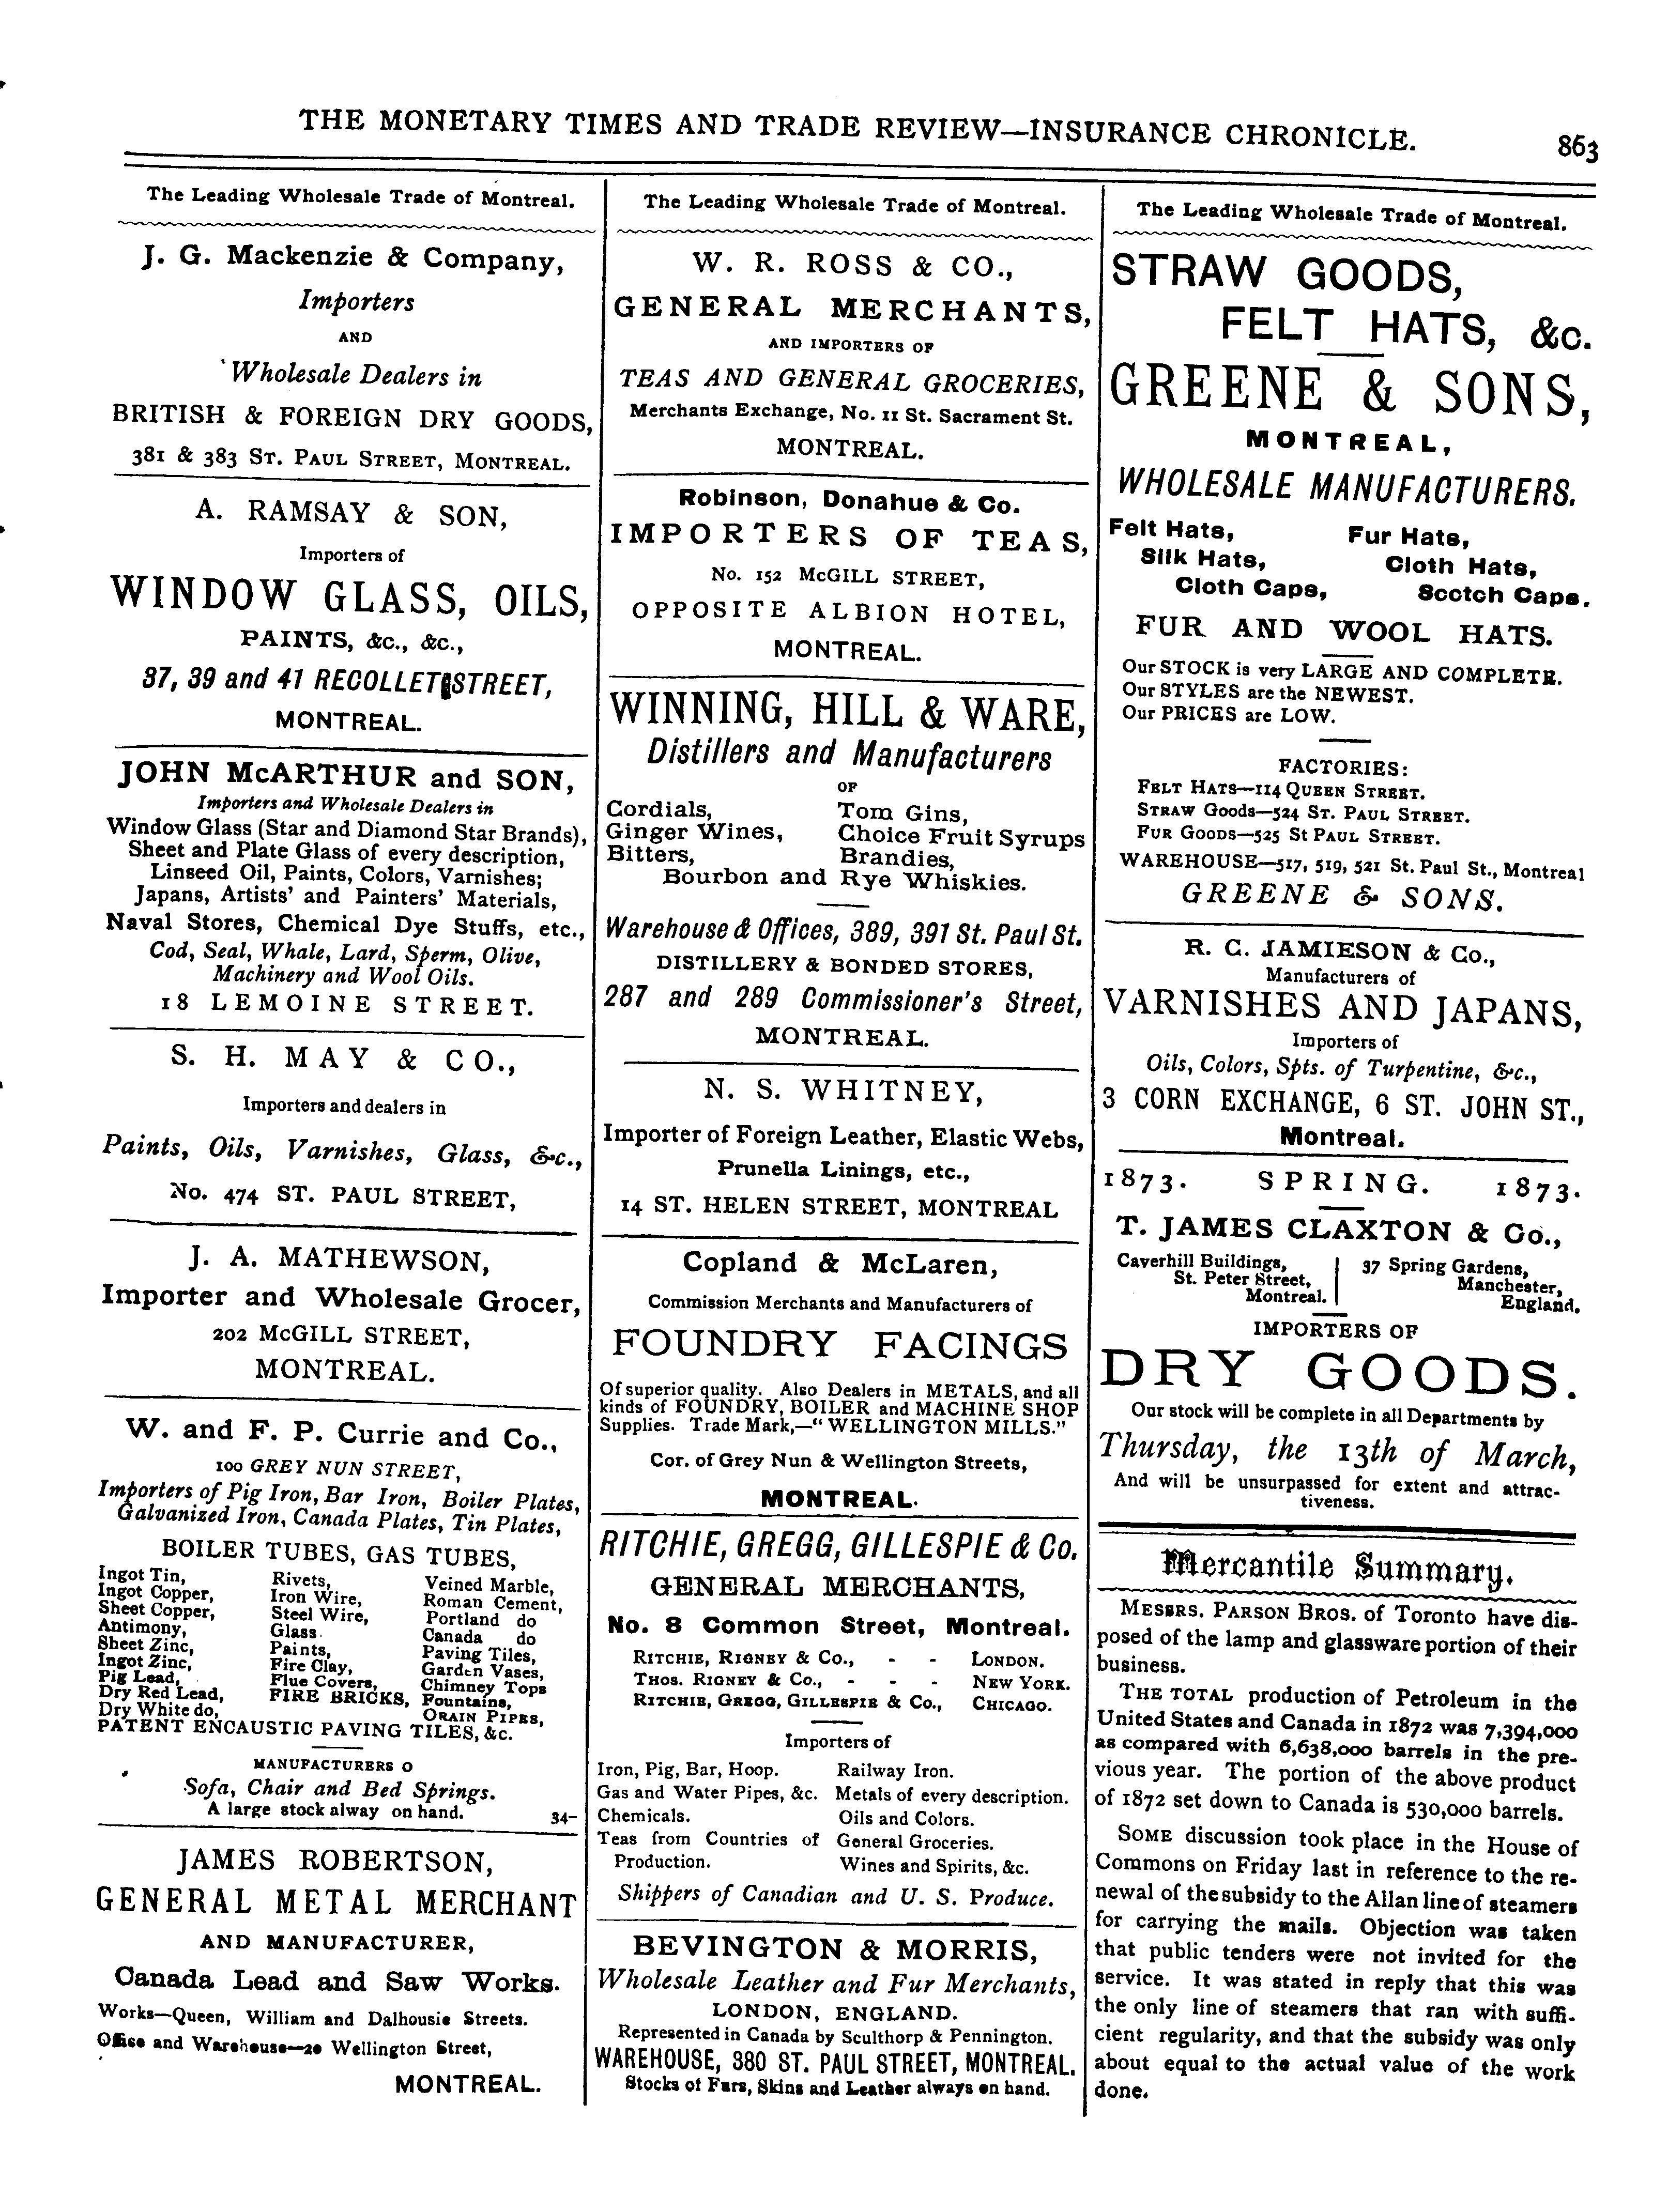 THE MONETARY TIMES AND TRADE REVIEW—INSURANCE CHRONICLE. 863
The Leading Wholesale Trade of Montreal.
J. G. Mackenzie & Company,
Importers
AND
Wholesale Dealers in
BRITISH & FOREIGN DRY GOODS,
381 & 383 ST. PAUL STREET, MONTREAL.
A. RAMSAY & SON,
Importers of
WINDOW GLASS, OILS,
PAINTS, &c., &c.,
37, 39 and 41 RECOLLET STREET,
MONTREAL.
JOHN McARTHUR and SON,
Importers and Wholesale Dealers in
Window Glass (Star and Diamond Star Brands),
Sheet and Plate Glass of every description,
Linseed Oil, Paints, Colors, Varnishes;
Japans, Artists' and Painters' Materials,
Naval Stores, Chemical Dye Stuffs, etc.,
Cod, Seal, Whale, Lard, Sperm, Olive,
Machinery and Wool Oils.
18 LEMOINE STREET.
S. H. MAY & CO.,
Importers and dealers in
Paints, Oils, Varnishes, Glass, &c.,
No. 474 ST. PAUL STREET,
J. A. MATHEWSON,
Importer and Wholesale Grocer,
202 McGILL STREET,
MONTREAL.
W. and F. P. Currie and Co.,
100 GREY NUN STREET,
Importers of Pig Iron, Bar Iron, Boiler Plates,
Galvanized Iron, Canada Plates, Tin Plates,
BOILER TUBES, GAS TUBES,
Ingot Tin, Rivets, Veined Marble,
Ingot Copper, Iron Wire, Roman Cement,
Sheet Copper, Steel Wire, Portland do
Antimony, Glass Canada do
Sheet Zinc, Paints, Paving Tiles,
Ingot Zinc, Fire Clay, Garden Vases,
Pig Lead, Flue Covers, Chimney Tops
Dry Red Lead, FIRE BRICKS, Fountains,
Dry White do, ORAIN PIPES,
PATENT ENCAUSTIC PAVING TILES, &c.
MANUFACTURERS O
Sofa, Chair and Bed Springs.
A large stock alway on hand. 34-
JAMES ROBERTSON,
GENERAL METAL MERCHANT
AND MANUFACTURER,
Canada Lead and Saw Works.
Works—Queen, William and Dalhousie Streets.
Office and Warehouse—20 Wellington Street,
MONTREAL.
The Leading Wholesale Trade of Montreal.
W. R. ROSS & CO.,
GENERAL MERCHANTS,
AND IMPORTERS OF
TEAS AND GENERAL GROCERIES,
Merchants Exchange, No. 11 St. Sacrament St.
MONTREAL.
Robinson, Donahue & Co.
IMPORTERS OF TEAS,
No. 152 McGILL STREET,
OPPOSITE ALBION HOTEL,
MONTREAL.
WINNING, HILL & WARE,
Distillers and Manufacturers
OF
Cordials, Tom Gins,
Ginger Wines, Choice Fruit Syrups
Bitters, Brandies,
Bourbon and Rye Whiskies.
Warehouse & Offices, 389, 391 St. Paul St.
DISTILLERY & BONDED STORES,
287 and 289 Commissioner's Street,
MONTREAL.
N. S. WHITNEY,
Importer of Foreign Leather, Elastic Webs,
Prunella Linings, etc.,
14 ST. HELEN STREET, MONTREAL
Copland & McLaren,
Commission Merchants and Manufacturers of
FOUNDRY FACINGS
Of superior quality. Also Dealers in METALS, and all
kinds of FOUNDRY, BOILER and MACHINE SHOP
Supplies. Trade Mark,—"WELLINGTON MILLS."
Cor. of Grey Nun & Wellington Streets,
MONTREAL.
RITCHIE, GREGG, GILLESPIE & Co.
GENERAL MERCHANTS,
No. 8 Common Street, Montreal.
RITCHIE, RIGNEY & CO., - - LONDON.
THOS. RIGNEY & CO., - - - NEW YORK.
RITCHIE, GREGG, GILLESPIE & CO., CHICAGO.
Importers of
Iron, Pig, Bar, Hoop. Railway Iron.
Gas and Water Pipes, &c. Metals of every description.
Chemicals. Oils and Colors.
Teas from Countries of General Groceries.
Production. Wines and Spirits, &c.
Shippers of Canadian and U. S. Produce.
BEVINGTON & MORRIS,
Wholesale Leather and Fur Merchants,
LONDON, ENGLAND.
Represented in Canada by Sculthorp & Pennington.
WAREHOUSE, 380 ST. PAUL STREET, MONTREAL.
Stocks of Furs, Skins and Leather always on hand.
The Leading Wholesale Trade of Montreal.
STRAW GOODS,
FELT HATS, &c.
GREENE & SONS,
MONTREAL,
WHOLESALE MANUFACTURERS.
Felt Hats, Fur Hats,
Silk Hats, Cloth Hats,
Cloth Caps, Scotch Caps.
FUR AND WOOL HATS.
Our STOCK is very LARGE AND COMPLETE.
Our STYLES are the NEWEST.
Our PRICES are LOW.
FACTORIES:
FELT HATS—114 QUEEN STREET.
STRAW GOODS—524 ST. PAUL STREET.
FUR GOODS—525 ST PAUL STREET.
WAREHOUSE—517, 519, 521 St. Paul St., Montreal
GREENE & SONS.
R. C. JAMIESON & Co.,
Manufacturers of
VARNISHES AND JAPANS,
Importers of
Oils, Colors, Spts. of Turpentine, &c.,
3 CORN EXCHANGE, 6 ST. JOHN ST.,
Montreal.
1873. SPRING. 1873.
T. JAMES CLAXTON & Co.,
Caverhill Buildings, 37 Spring Gardens,
St. Peter Street, Manchester,
Montreal. England.
IMPORTERS OF
DRY GOODS.
Our stock will be complete in all Departments by
Thursday, the 13th of March,
And will be unsurpassed for extent and attrac-
tiveness.
Mercantile Summary.
MESSRS. PARSON BROS. of Toronto have dis-
posed of the lamp and glassware portion of their
business.
THE TOTAL production of Petroleum in the
United States and Canada in 1872 was 7,394,000
as compared with 6,638,000 barrels in the pre-
vious year. The portion of the above product
of 1872 set down to Canada is 530,000 barrels.
SOME discussion took place in the House of
Commons on Friday last in reference to the re-
newal of the subsidy to the Allan line of steamers
for carrying the mails. Objection was taken
that public tenders were not invited for the
service. It was stated in reply that this was
the only line of steamers that ran with suffi-
cient regularity, and that the subsidy was only
about equal to the actual value of the work
done.